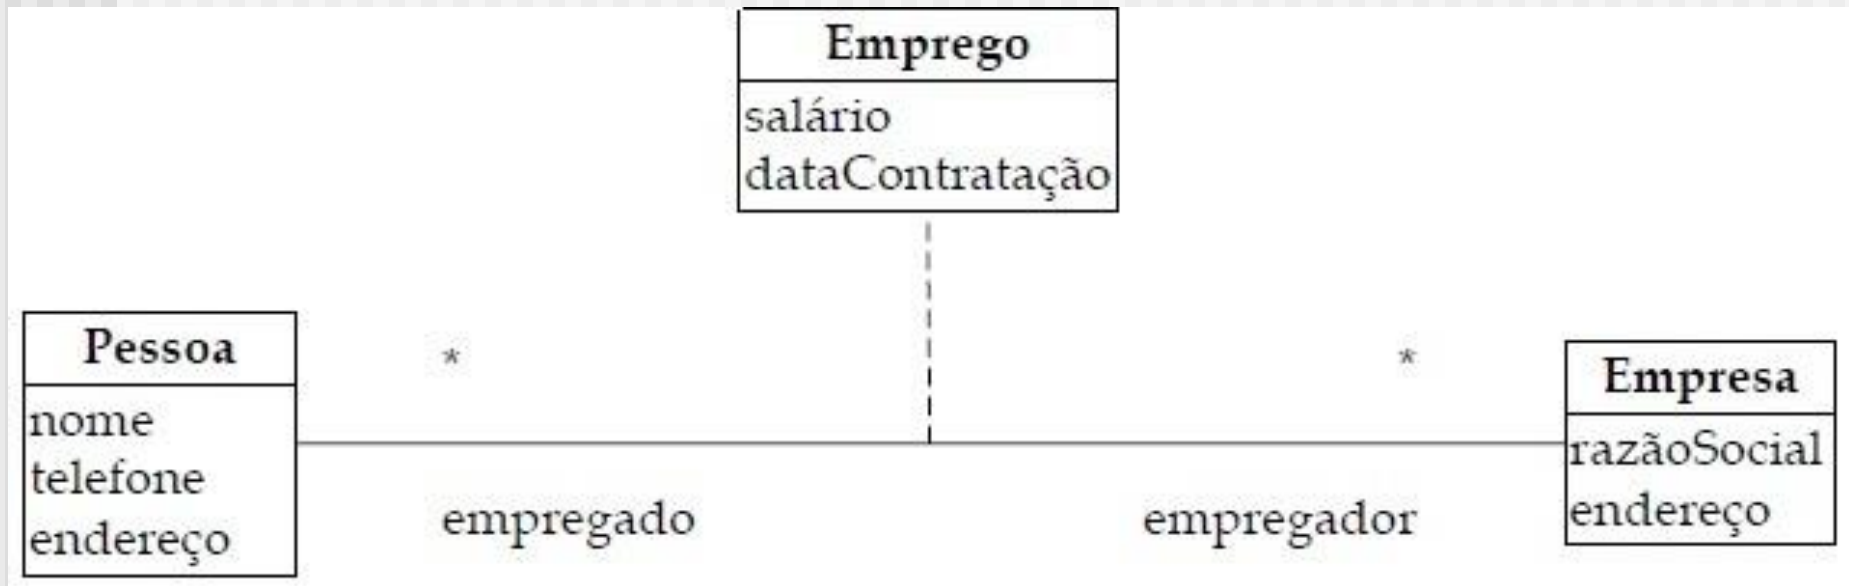 Emprego
salário
dataContratação
Pessoa
nome
telefone
endereço
*
*
empregado
empregador
Empresa
razãoSocial
endereço